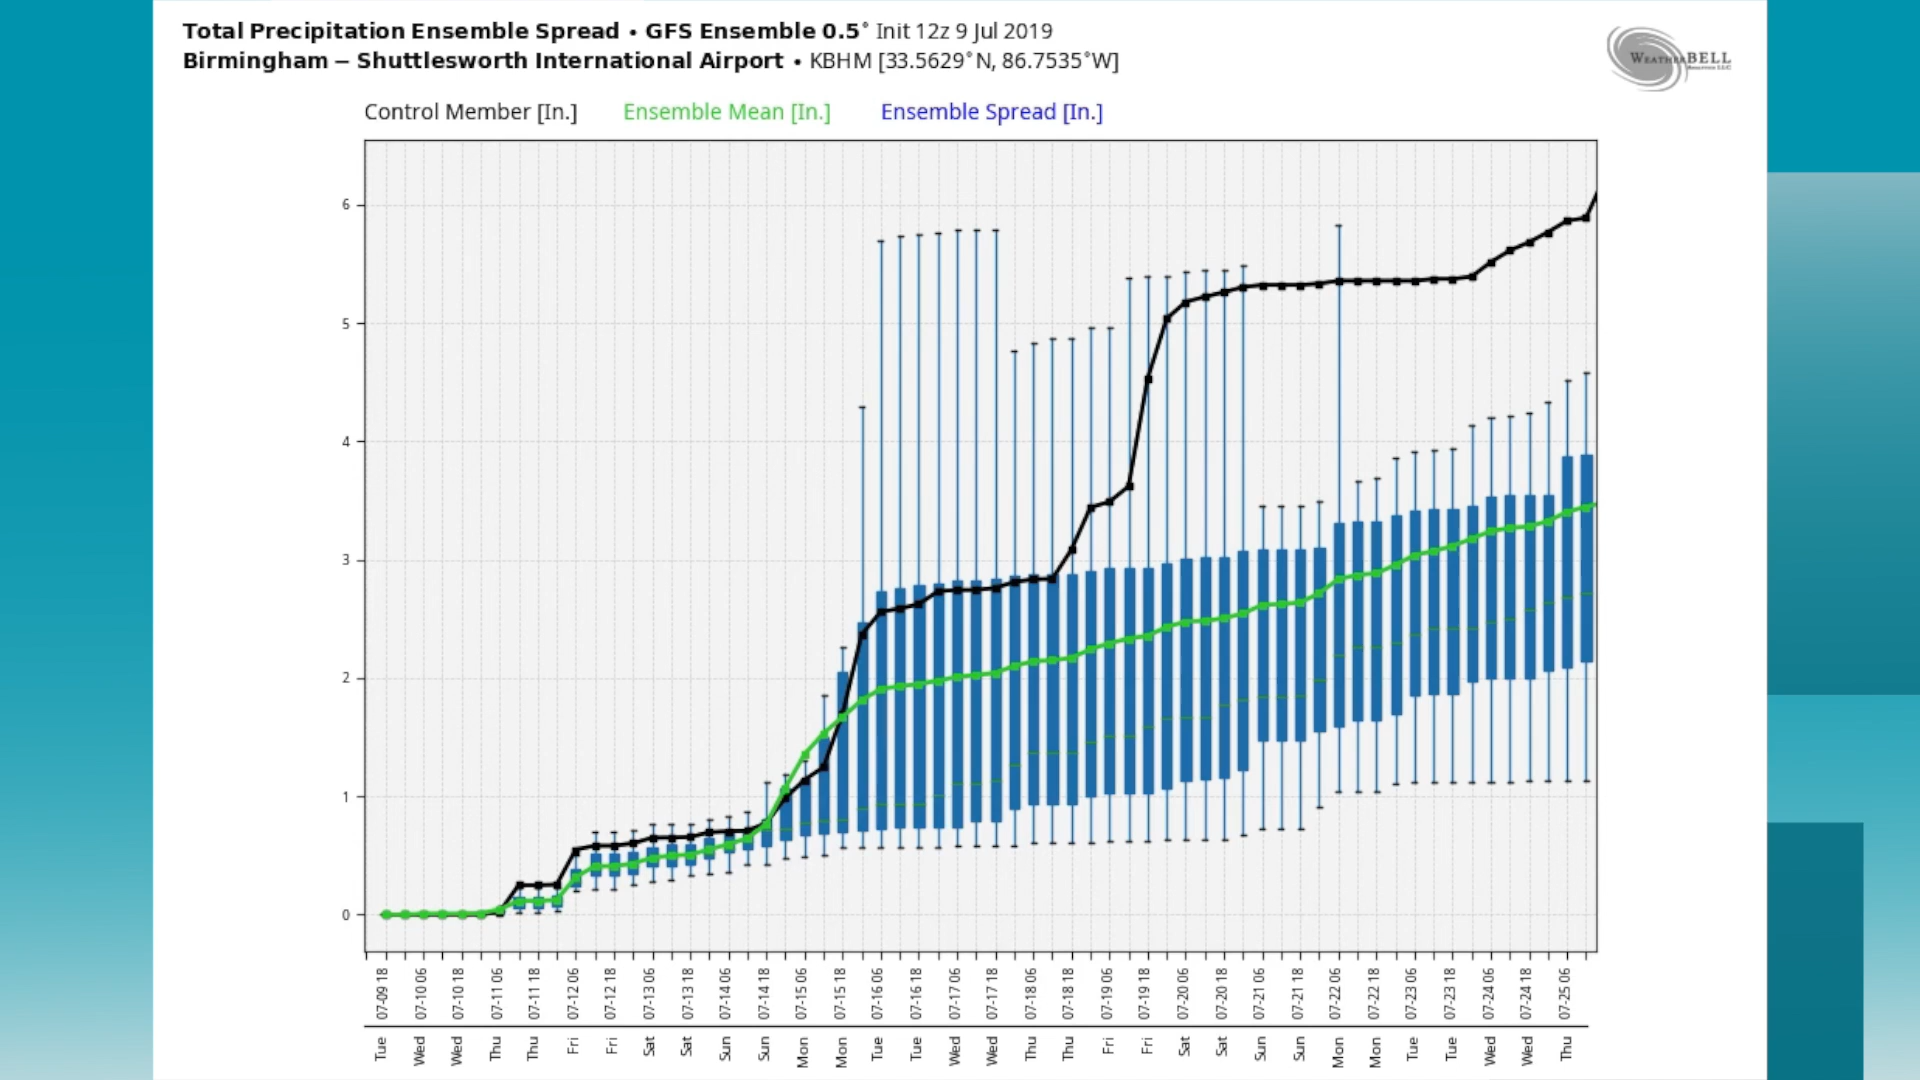 Total Precipitation Ensemble Spread • GFS Ensemble 0.5° Init 12z 9 Jul 2019
Birmingham – Shuttlesworth International Airport • KBHM [33.5629°N, 86.7535°W]
WEATHERBELL
Analytics LLC
Control Member [In.] Ensemble Mean [In.] Ensemble Spread [In.]
6
5
4
3
2
1
0
07-09 18 07-10 06 07-10 18 07-11 06 07-11 18 07-12 06 07-12 18 07-13 06 07-13 18 07-14 06 07-14 18 07-15 06 07-15 18 07-16 06 07-16 18 07-17 06 07-17 18 07-18 06 07-18 18 07-19 06 07-19 18 07-20 06 07-20 18 07-21 06 07-21 18 07-22 06 07-22 18 07-23 06 07-23 18 07-24 06 07-24 18 07-25 06
Tue Wed Wed Thu Thu Fri Fri Sat Sat Sun Sun Mon Mon Tue Tue Wed Wed Thu Thu Fri Fri Sat Sat Sun Sun Mon Mon Tue Tue Wed Wed Thu